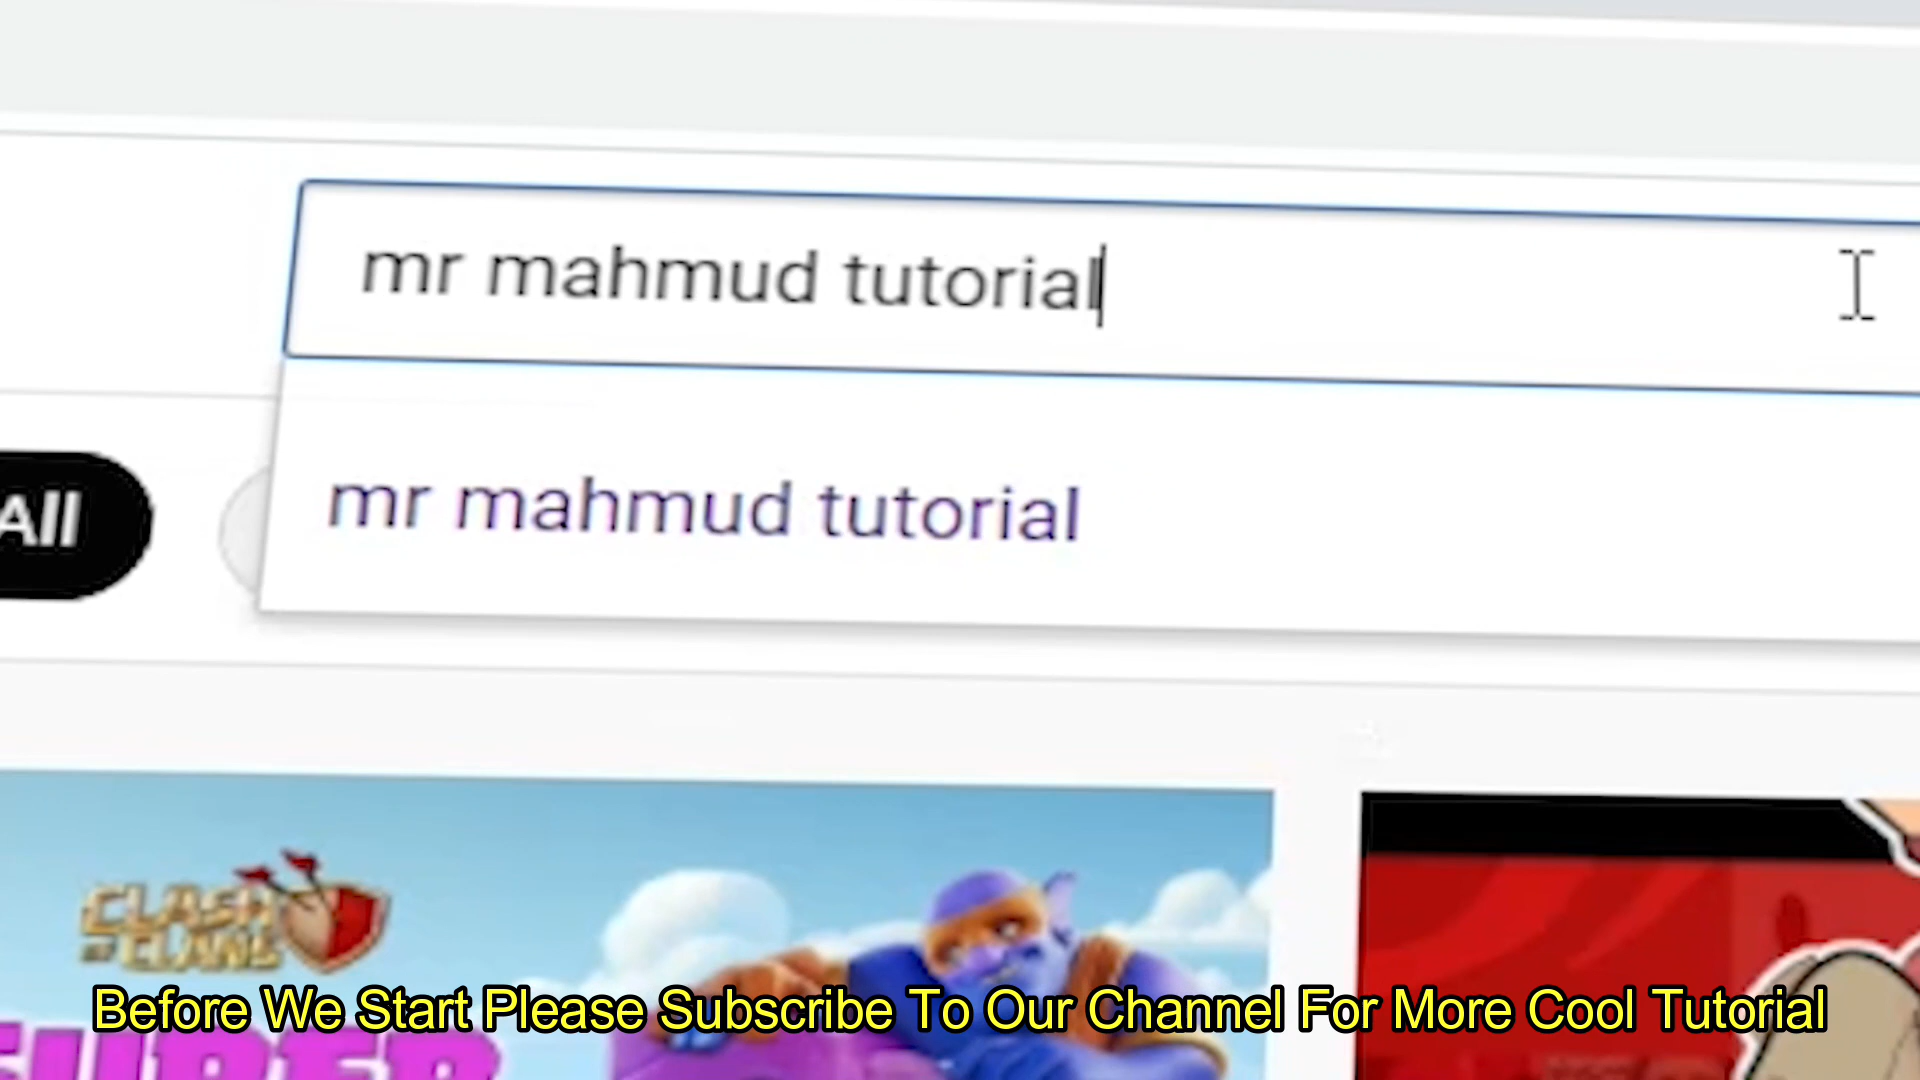 mr mahmud tutorial
mr mahmud tutorial
All
CLASH
OF CLANS
SUPER
Before We Start Please Subscribe To Our Channel For More Cool Tutorial